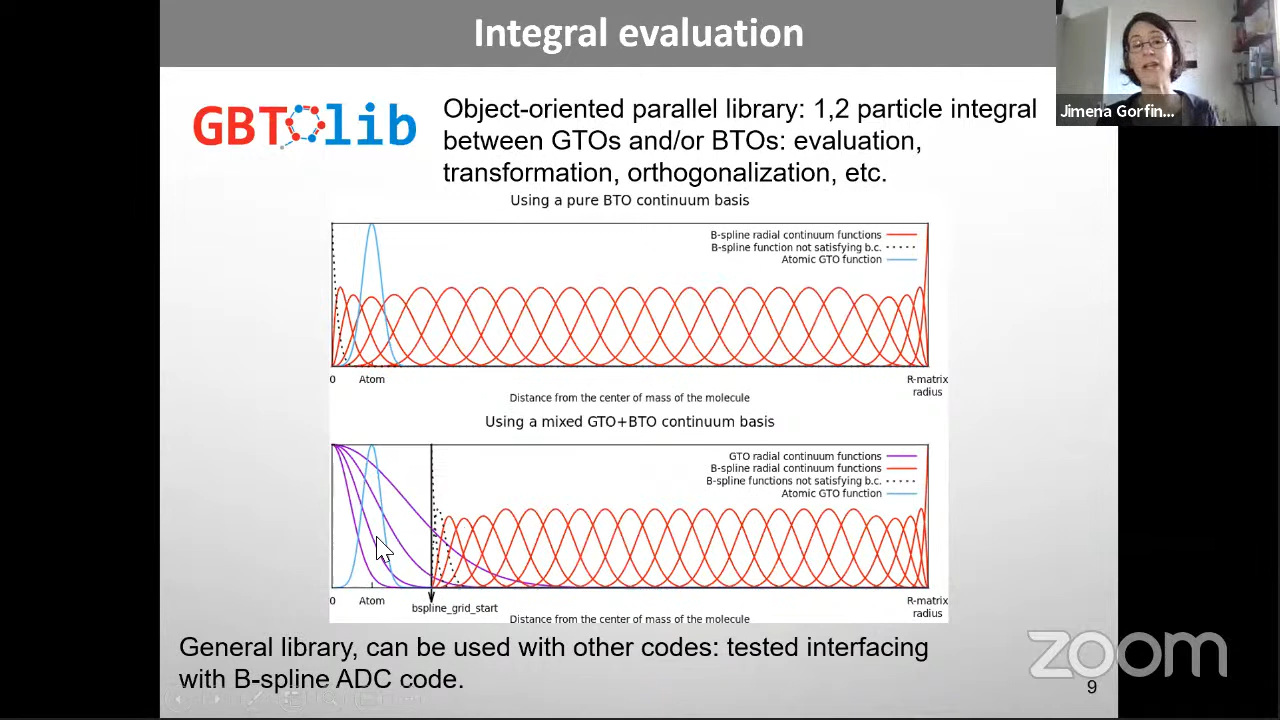 Integral evaluation
GBTOlib
Object-oriented parallel library: 1,2 particle integral
between GTOs and/or BTOs: evaluation,
transformation, orthogonalization, etc.
Jimena Gorfin...
Using a pure BTO continuum basis
B-spline radial continuum functions
B-spline function not satisfying b.c.
Atomic GTO function
0
Atom
R-matrix
radius
Distance from the center of mass of the molecule
Using a mixed GTO+BTO continuum basis
GTO radial continuum functions
B-spline radial continuum functions
B-spline functions not satisfying b.c.
Atomic GTO function
0
Atom
bspline_grid_start
R-matrix
radius
Distance from the center of mass of the molecule
General library, can be used with other codes: tested interfacing
with B-spline ADC code.
zoom
9